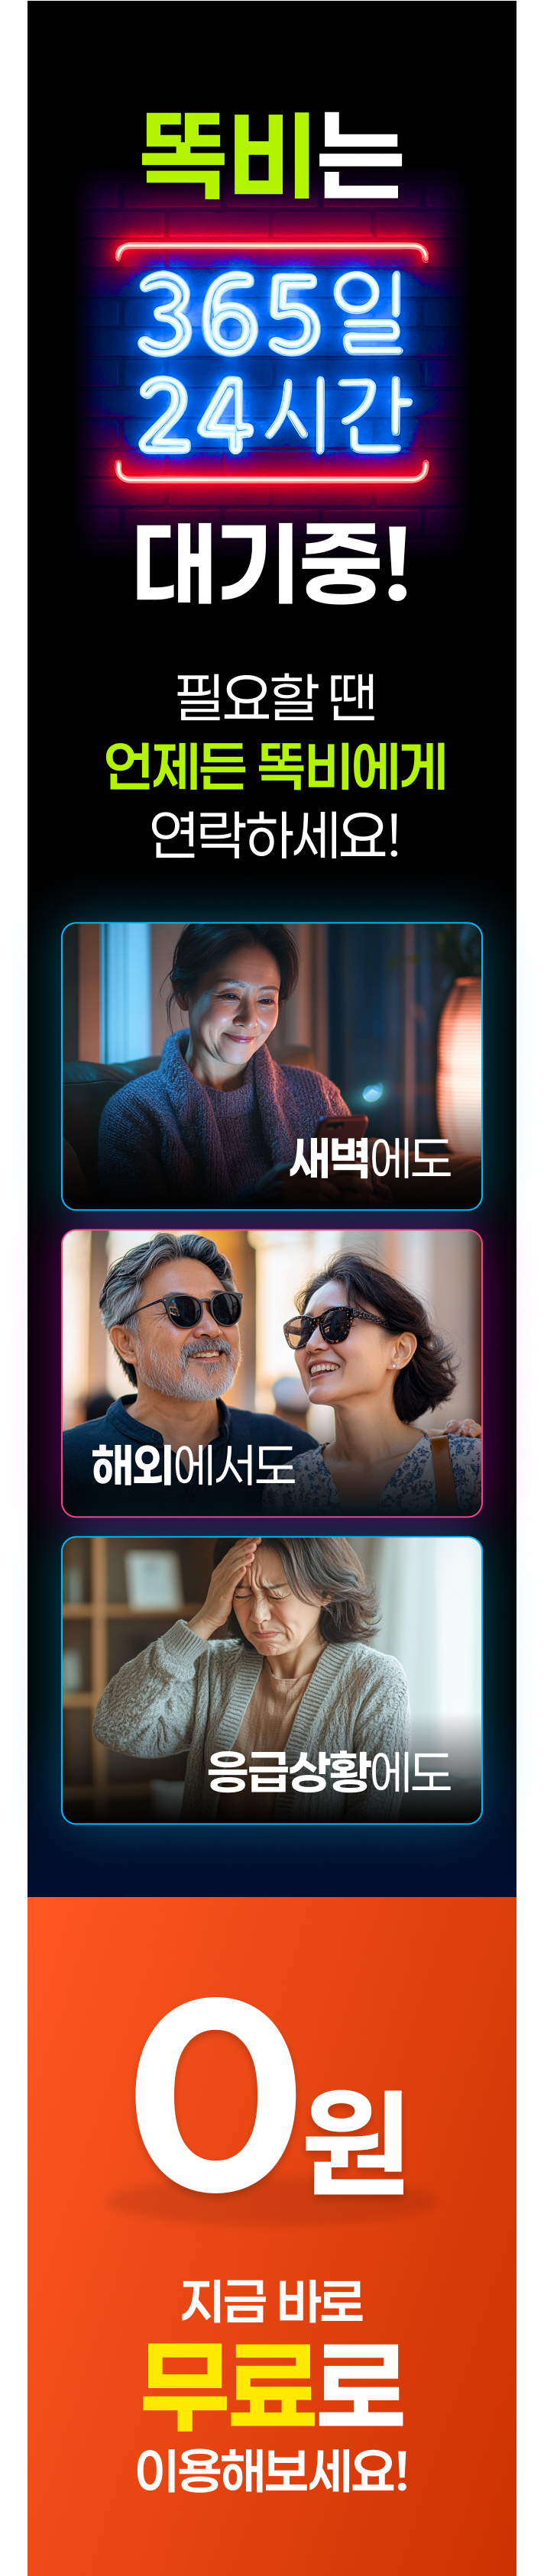 똑비는
365일
24시간
대기중!
필요할 땐
언제든 똑비에게
연락하세요!
새벽에도
해외에서도
응급상황에도
0원
지금 바로
무료로
이용해보세요!